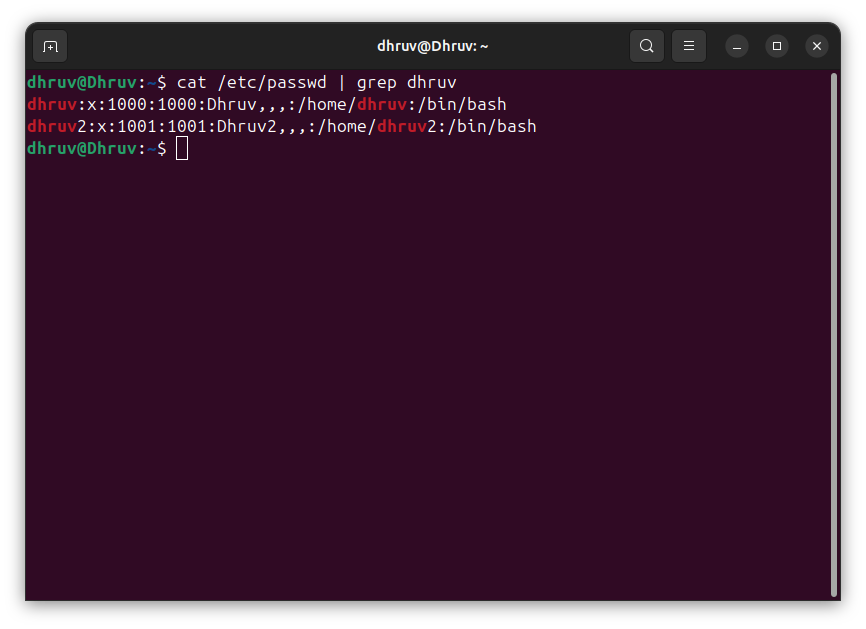 dhruv@Dhruv: ~
dhruv@Dhruv:~$ cat /etc/passwd | grep dhruv
dhruv:x:1000:1000:Dhruv,,,:/home/dhruv:/bin/bash
dhruv2:x:1001:1001:Dhruv2,,,:/home/dhruv2:/bin/bash
dhruv@Dhruv:~$